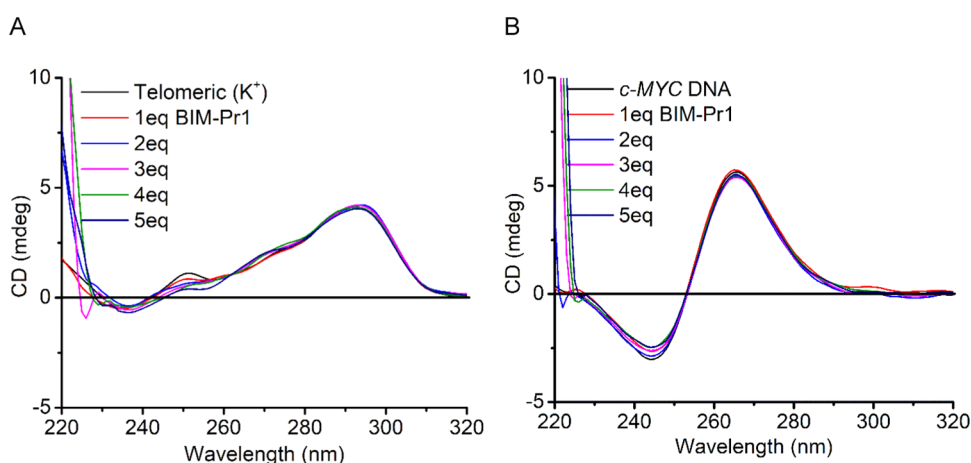 A
10
5
0
-5
CD (mdeg)
Telomeric (K⁺)
1eq BIM-Pr1
2eq
3eq
4eq
5eq
220 240 260 280 300 320
Wavelength (nm)
B
10
5
0
-5
CD (mdeg)
c-MYC DNA
1eq BIM-Pr1
2eq
3eq
4eq
5eq
220 240 260 280 300 320
Wavelength (nm)